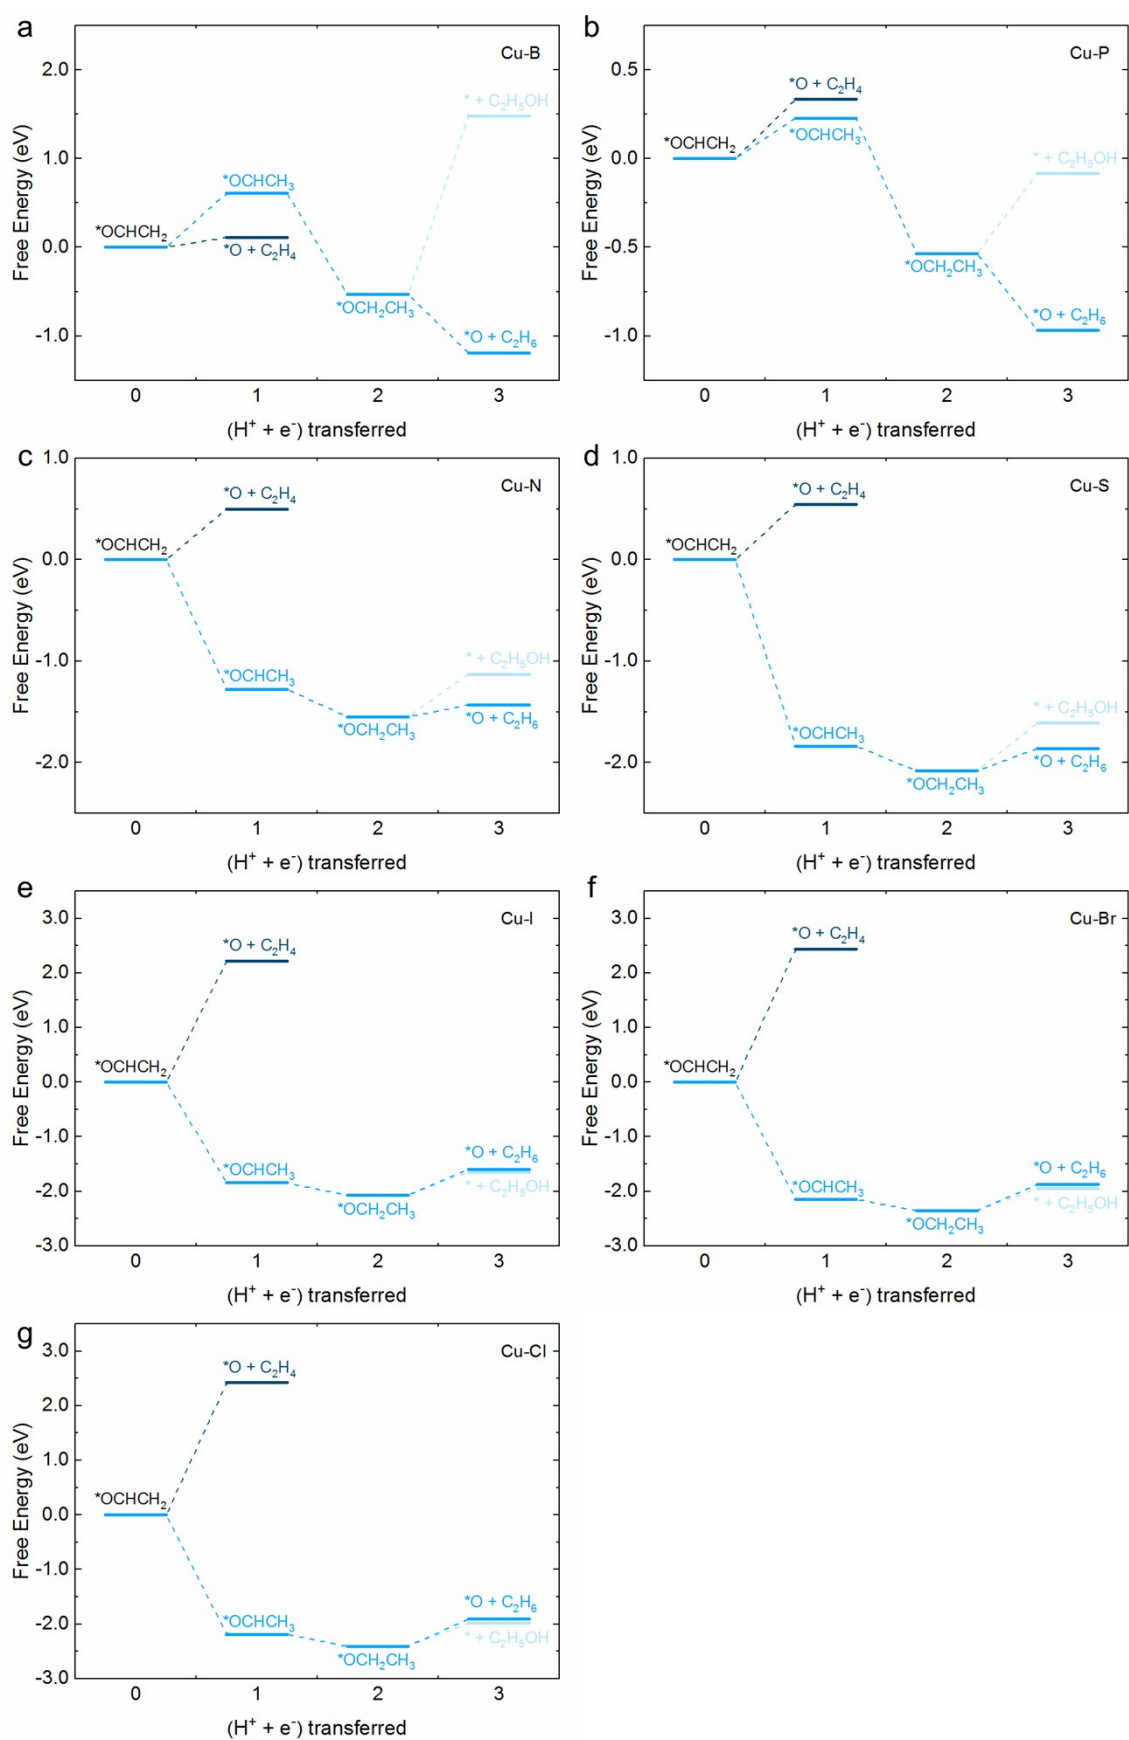 a
Cu-B
2.0
1.0
0.0
-1.0
Free Energy (eV)
* + C₂H₅OH
*OCHCH₃
*OCHCH₂
*O + C₂H₄
*OCH₂CH₃
*O + C₂H₆
0 1 2 3
(H⁺ + e⁻) transferred
b
Cu-P
0.5
0.0
-0.5
-1.0
Free Energy (eV)
*O + C₂H₄
*OCHCH₂
*OCHCH₃
* + C₂H₅OH
*OCH₂CH₃
*O + C₂H₆
0 1 2 3
(H⁺ + e⁻) transferred
c
Cu-N
1.0
0.0
-1.0
-2.0
Free Energy (eV)
*O + C₂H₄
*OCHCH₂
* + C₂H₅OH
*OCHCH₃
*OCH₂CH₃
*O + C₂H₆
0 1 2 3
(H⁺ + e⁻) transferred
d
Cu-S
1.0
0.0
-1.0
-2.0
Free Energy (eV)
*O + C₂H₄
*OCHCH₂
* + C₂H₅OH
*OCHCH₃
*OCH₂CH₃
*O + C₂H₆
0 1 2 3
(H⁺ + e⁻) transferred
e
Cu-I
3.0
2.0
1.0
0.0
-1.0
-2.0
-3.0
Free Energy (eV)
*O + C₂H₄
*OCHCH₂
*O + C₂H₆
*OCHCH₃
* + C₂H₅OH
*OCH₂CH₃
0 1 2 3
(H⁺ + e⁻) transferred
f
Cu-Br
3.0
2.0
1.0
0.0
-1.0
-2.0
-3.0
Free Energy (eV)
*O + C₂H₄
*OCHCH₂
*O + C₂H₆
*OCHCH₃
* + C₂H₅OH
*OCH₂CH₃
0 1 2 3
(H⁺ + e⁻) transferred
g
Cu-Cl
3.0
2.0
1.0
0.0
-1.0
-2.0
-3.0
Free Energy (eV)
*O + C₂H₄
*OCHCH₂
*O + C₂H₆
*OCHCH₃
* + C₂H₅OH
*OCH₂CH₃
0 1 2 3
(H⁺ + e⁻) transferred